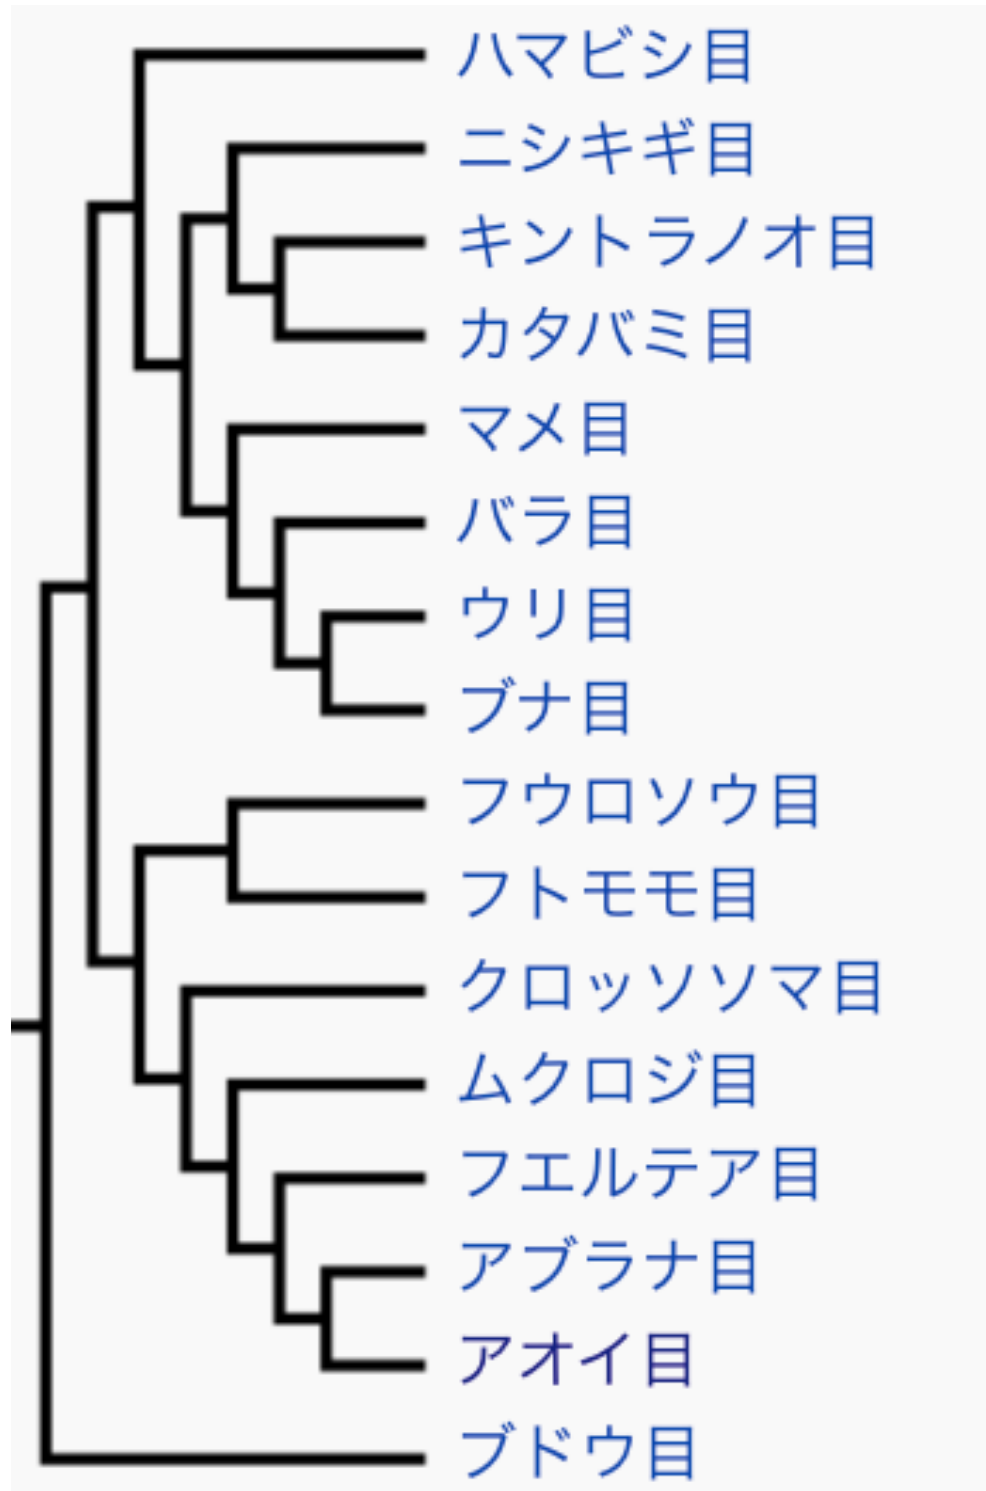 ハマビシ目
ニシキギ目
キントラノオ目
カタバミ目
マメ目
バラ目
ウリ目
ブナ目
フウロソウ目
フトモモ目
クロッソソマ目
ムクロジ目
フエルテア目
アブラナ目
アオイ目
ブドウ目